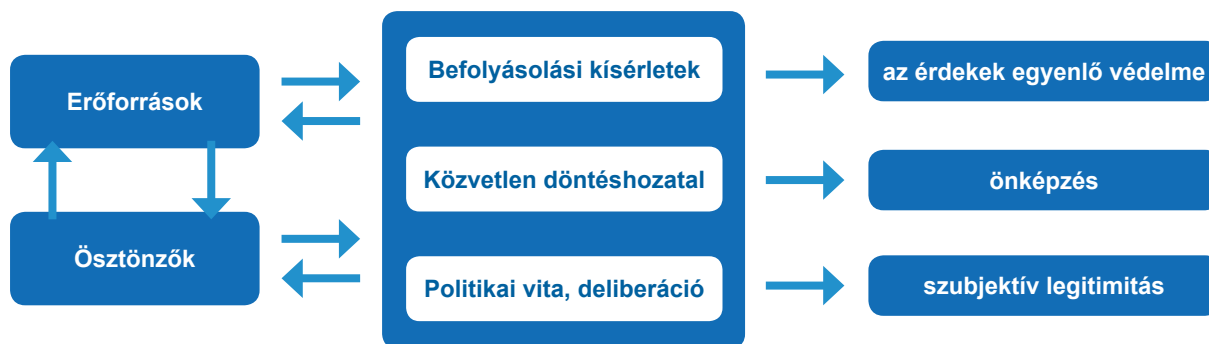 Erőforrások
Ösztönzők
Befolyásolási kísérletek
Közvetlen döntéshozatal
Politikai vita, deliberáció
az érdekek egyenlő védelme
önképzés
szubjektív legitimitás